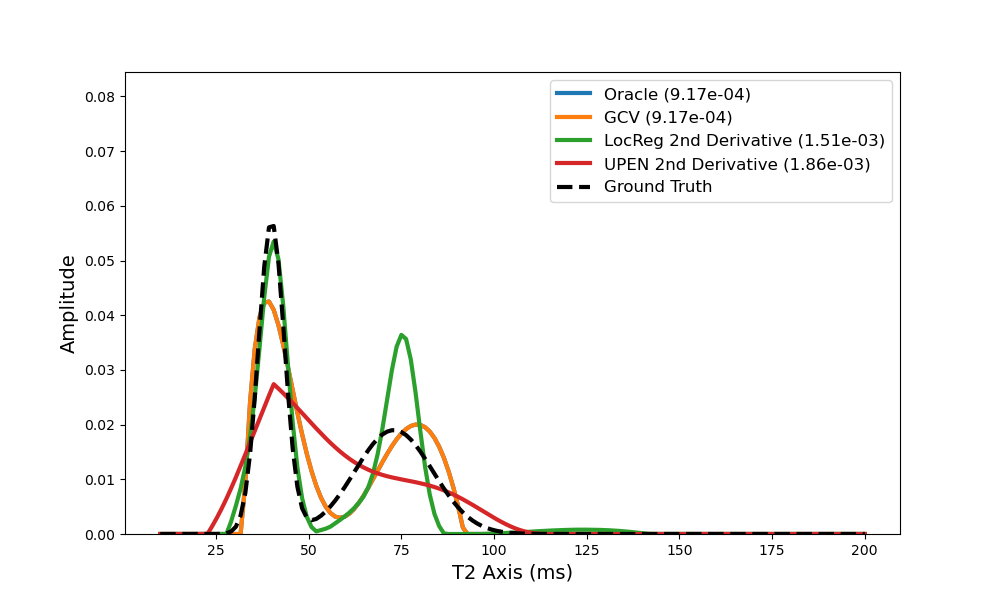 Oracle (9.17e-04)
GCV (9.17e-04)
LocReg 2nd Derivative (1.51e-03)
UPEN 2nd Derivative (1.86e-03)
Ground Truth
Amplitude
0.08
0.07
0.06
0.05
0.04
0.03
0.02
0.01
0.00
25 50 75 100 125 150 175 200
T2 Axis (ms)